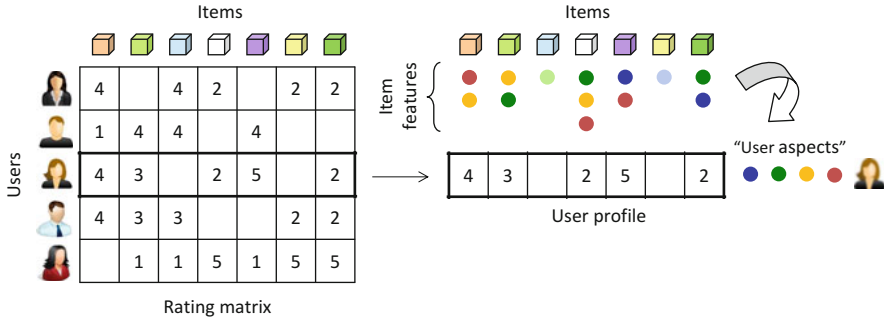 Items
Users
4 4 2 2 2
1 4 4 4
4 3 2 5 2
4 3 3 2 2
1 1 5 1 5 5
Rating matrix
Items
Item
features
4 3 2 5 2
User profile
"User aspects"